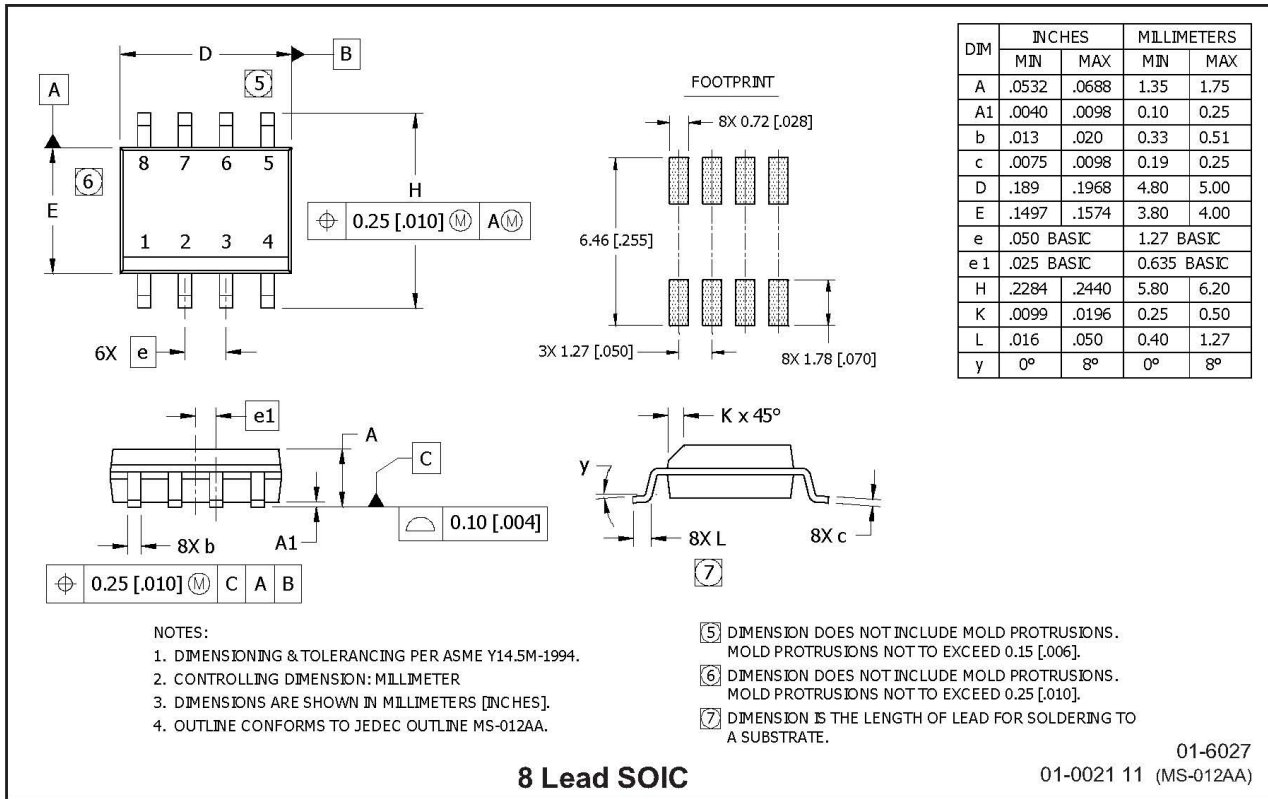 D
B
5
A
8 7 6 5
6
E
H
0.25 [.010] M A M
1 2 3 4
6X e
FOOTPRINT
8X 0.72 [.028]
6.46 [.255]
3X 1.27 [.050]
8X 1.78 [.070]
DIM INCHES MILLIMETERS
MIN MAX MIN MAX
A .0532 .0688 1.35 1.75
A1 .0040 .0098 0.10 0.25
b .013 .020 0.33 0.51
c .0075 .0098 0.19 0.25
D .189 .1968 4.80 5.00
E .1497 .1574 3.80 4.00
e .050 BASIC 1.27 BASIC
e 1 .025 BASIC 0.635 BASIC
H .2284 .2440 5.80 6.20
K .0099 .0196 0.25 0.50
L .016 .050 0.40 1.27
y 0° 8° 0° 8°
e1
A
C
0.10 [.004]
8X b
A1
0.25 [.010] M C A B
K x 45°
y
8X L
8X c
7
NOTES:
1. DIMENSIONING & TOLERANCING PER ASME Y14.5M-1994.
2. CONTROLLING DIMENSION: MILLIMETER
3. DIMENSIONS ARE SHOWN IN MILLIMETERS [INCHES].
4. OUTLINE CONFORMS TO JEDEC OUTLINE MS-012AA.
5 DIMENSION DOES NOT INCLUDE MOLD PROTRUSIONS.
MOLD PROTRUSIONS NOT TO EXCEED 0.15 [.006].
6 DIMENSION DOES NOT INCLUDE MOLD PROTRUSIONS.
MOLD PROTRUSIONS NOT TO EXCEED 0.25 [.010].
7 DIMENSION IS THE LENGTH OF LEAD FOR SOLDERING TO
A SUBSTRATE.
8 Lead SOIC
01-6027
01-0021 11 (MS-012AA)